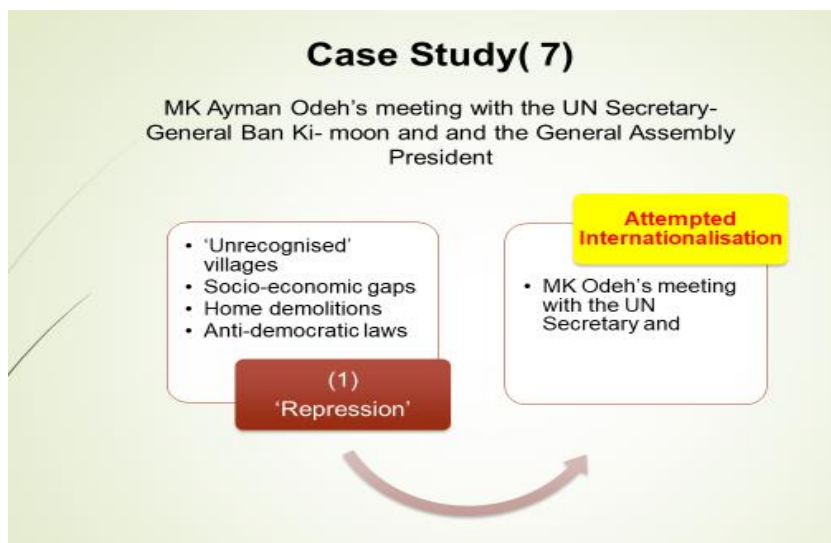 Case Study( 7)
MK Ayman Odeh's meeting with the UN Secretary-
General Ban Ki- moon and and the General Assembly
President
• 'Unrecognised'
villages
• Socio-economic gaps
• Home demolitions
• Anti-democratic laws
(1)
'Repression'
Attempted
Internationalisation
• MK Odeh's meeting
with the UN
Secretary and